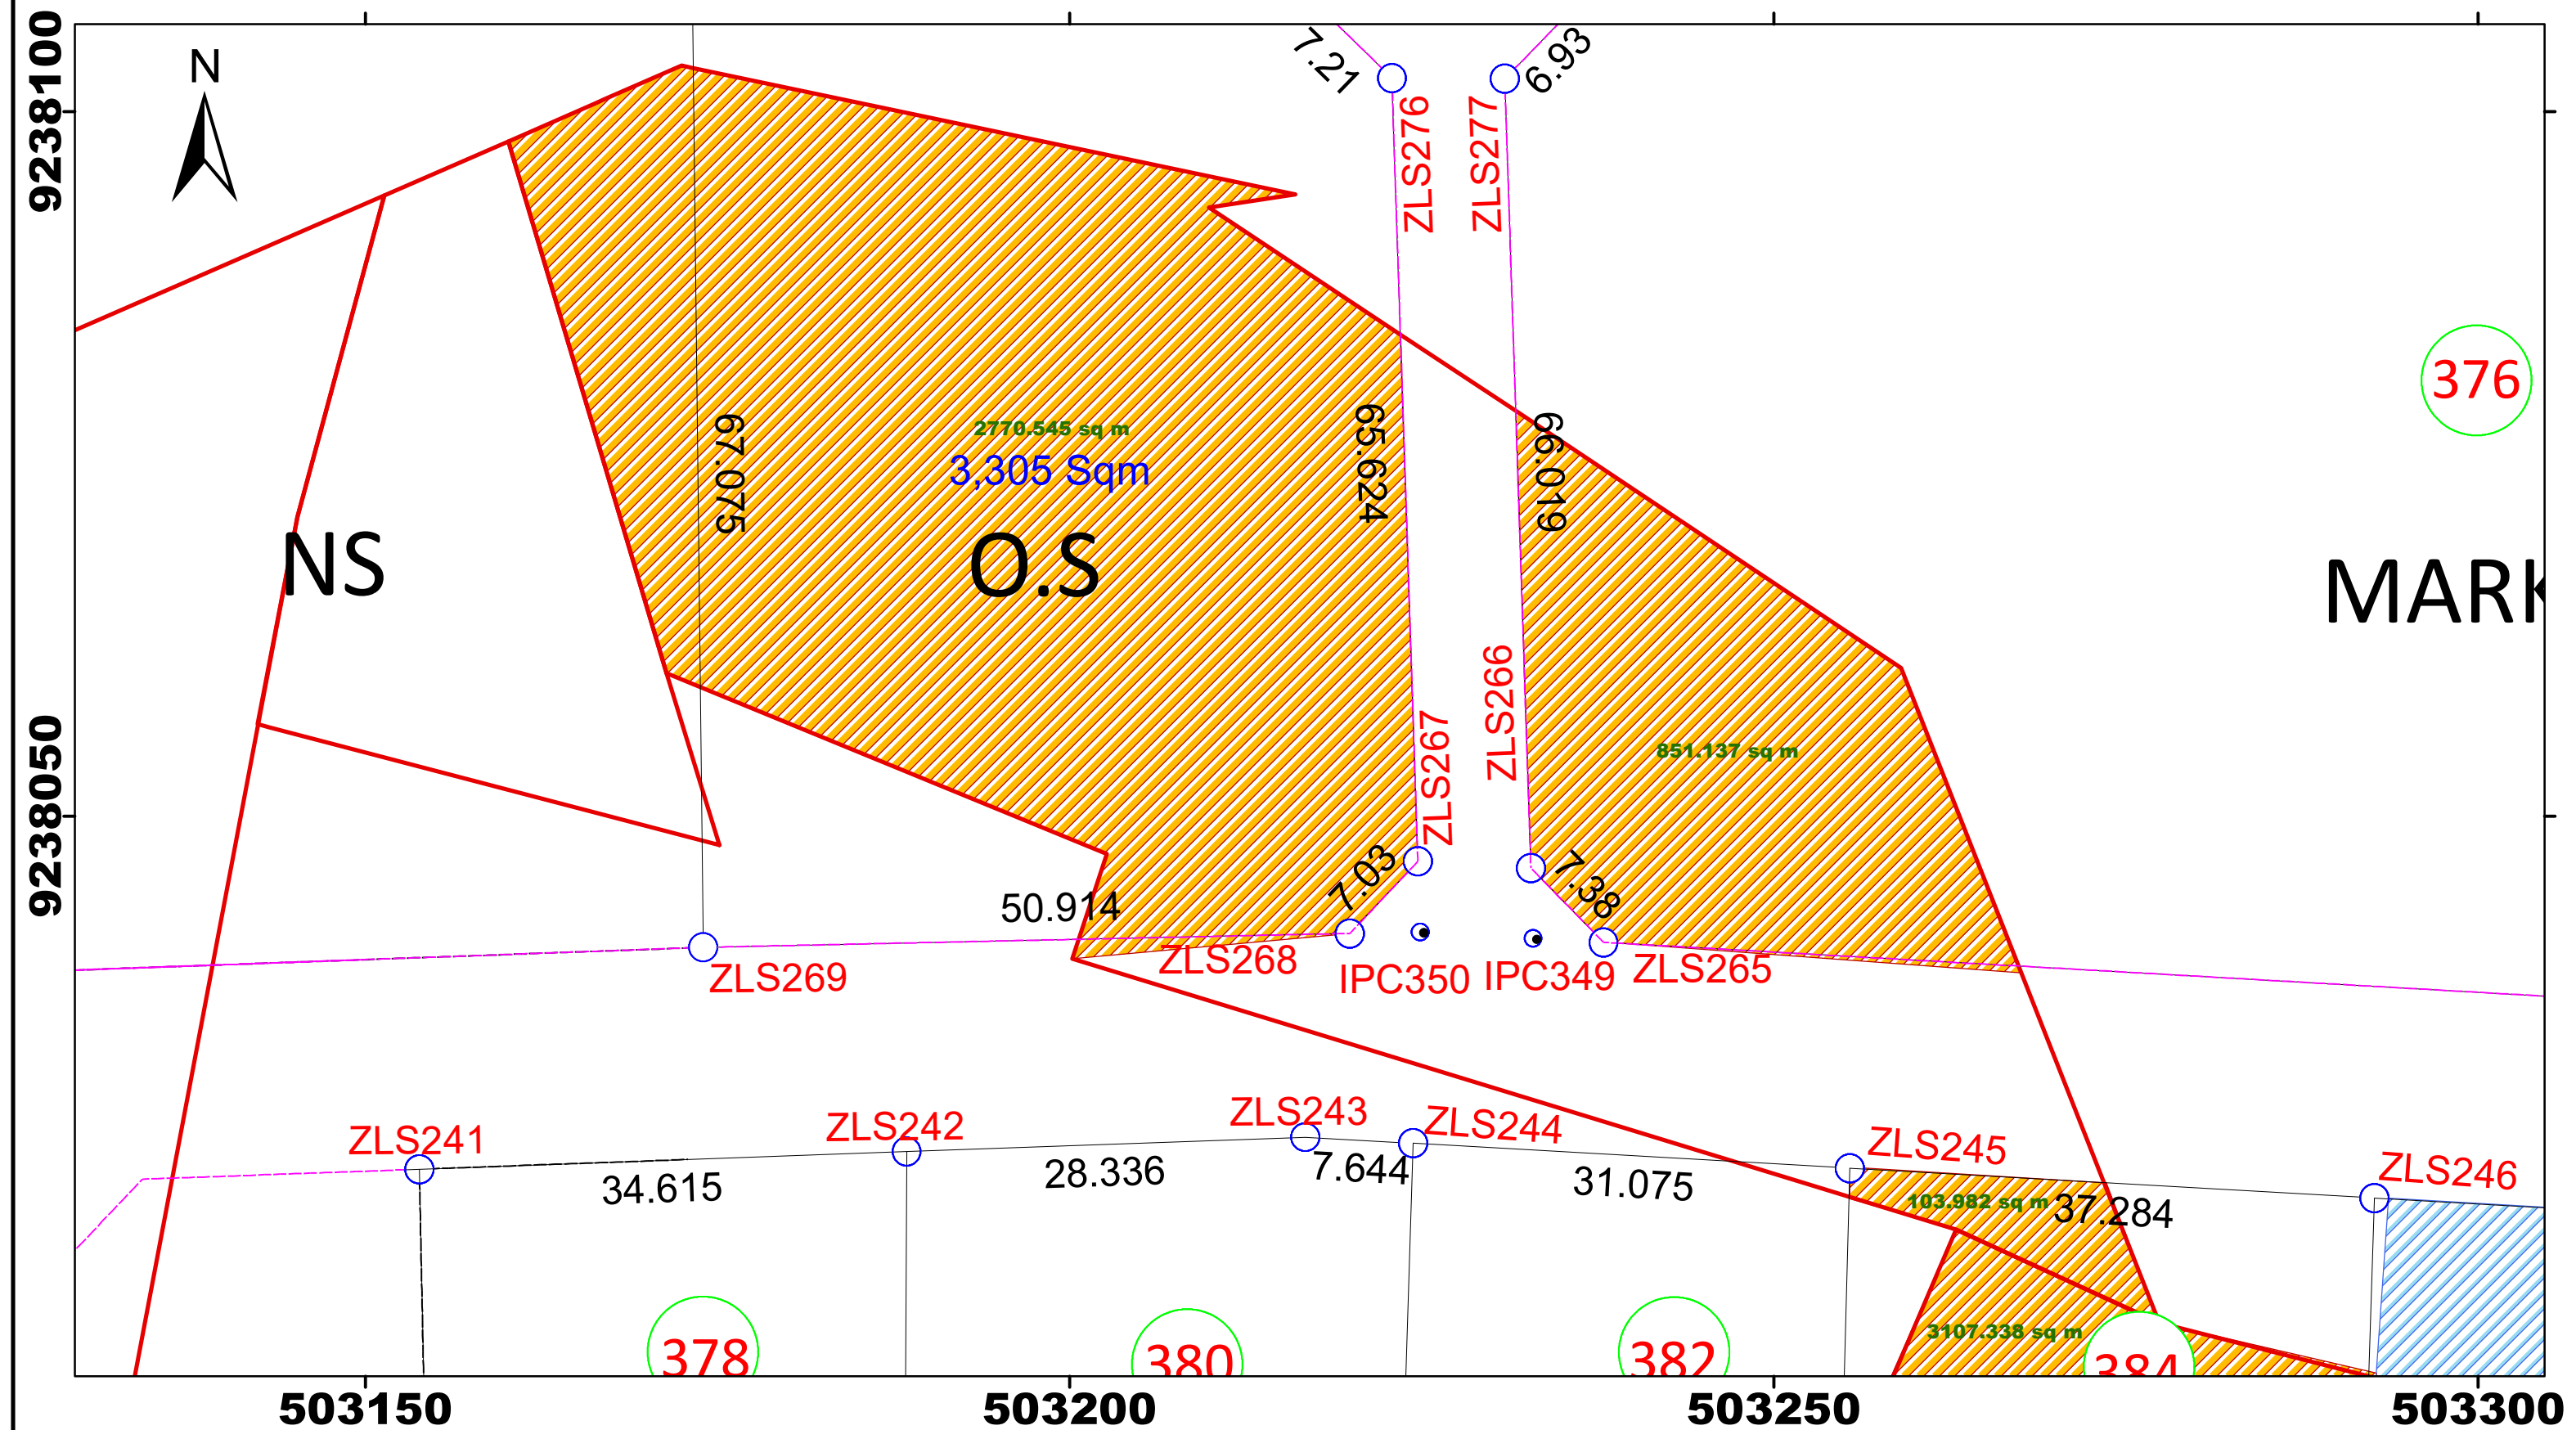 N
9238100
9238050
7.21
6.93
ZLS276
ZLS277
376
67.075
2770.545 sq m
3,305 Sqm
65.624
66.019
NS
O.S
MARK
ZLS266
ZLS267
851.137 sq m
7.03
7.38
50.914
ZLS269
ZLS268
IPC350
IPC349
ZLS265
ZLS241
ZLS242
ZLS243
ZLS244
ZLS245
ZLS246
34.615
28.336
7.644
31.075
103.982 sq m
37.284
3107.338 sq m
378
380
382
384
503150
503200
503250
503300